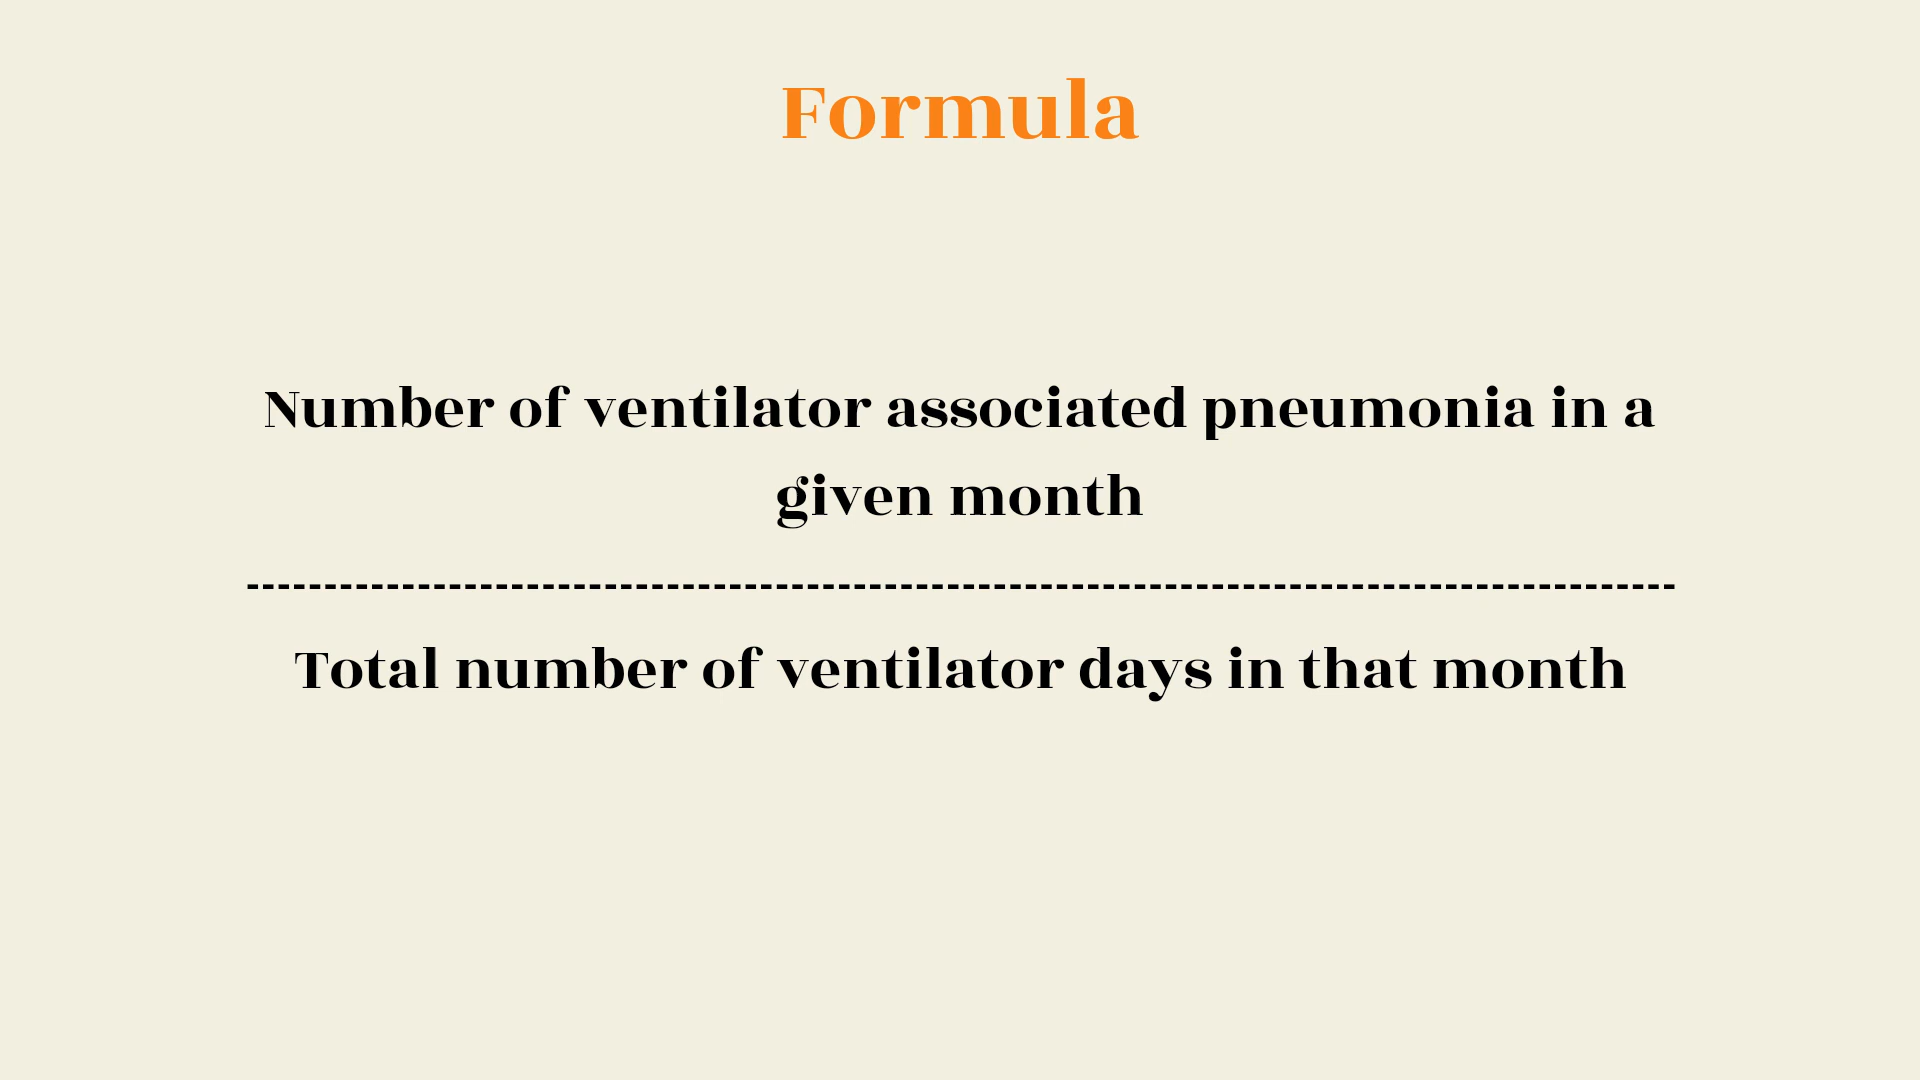 Formula
Number of ventilator associated pneumonia in a
given month
--------------------------------------------------------------------------------------------
Total number of ventilator days in that month